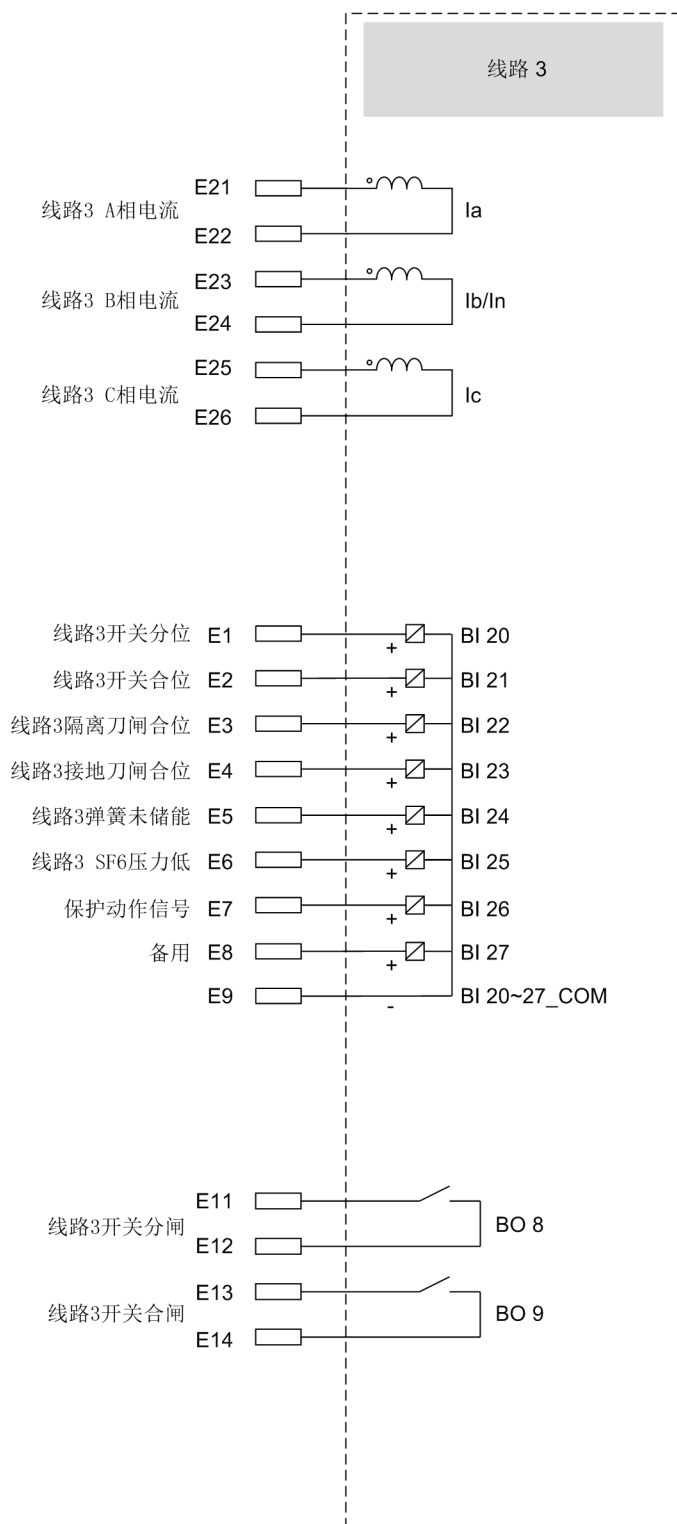 线路 3
线路3 A相电流 E21
E22 Ia
线路3 B相电流 E23
E24 Ib/In
线路3 C相电流 E25
E26 Ic
线路3开关分位 E1 + BI 20
线路3开关合位 E2 + BI 21
线路3隔离刀闸合位 E3 + BI 22
线路3接地刀闸合位 E4 + BI 23
线路3弹簧未储能 E5 + BI 24
线路3 SF6压力低 E6 + BI 25
保护动作信号 E7 + BI 26
备用 E8 + BI 27
E9 - BI 20~27_COM
线路3开关分闸 E11
E12 BO 8
线路3开关合闸 E13
E14 BO 9